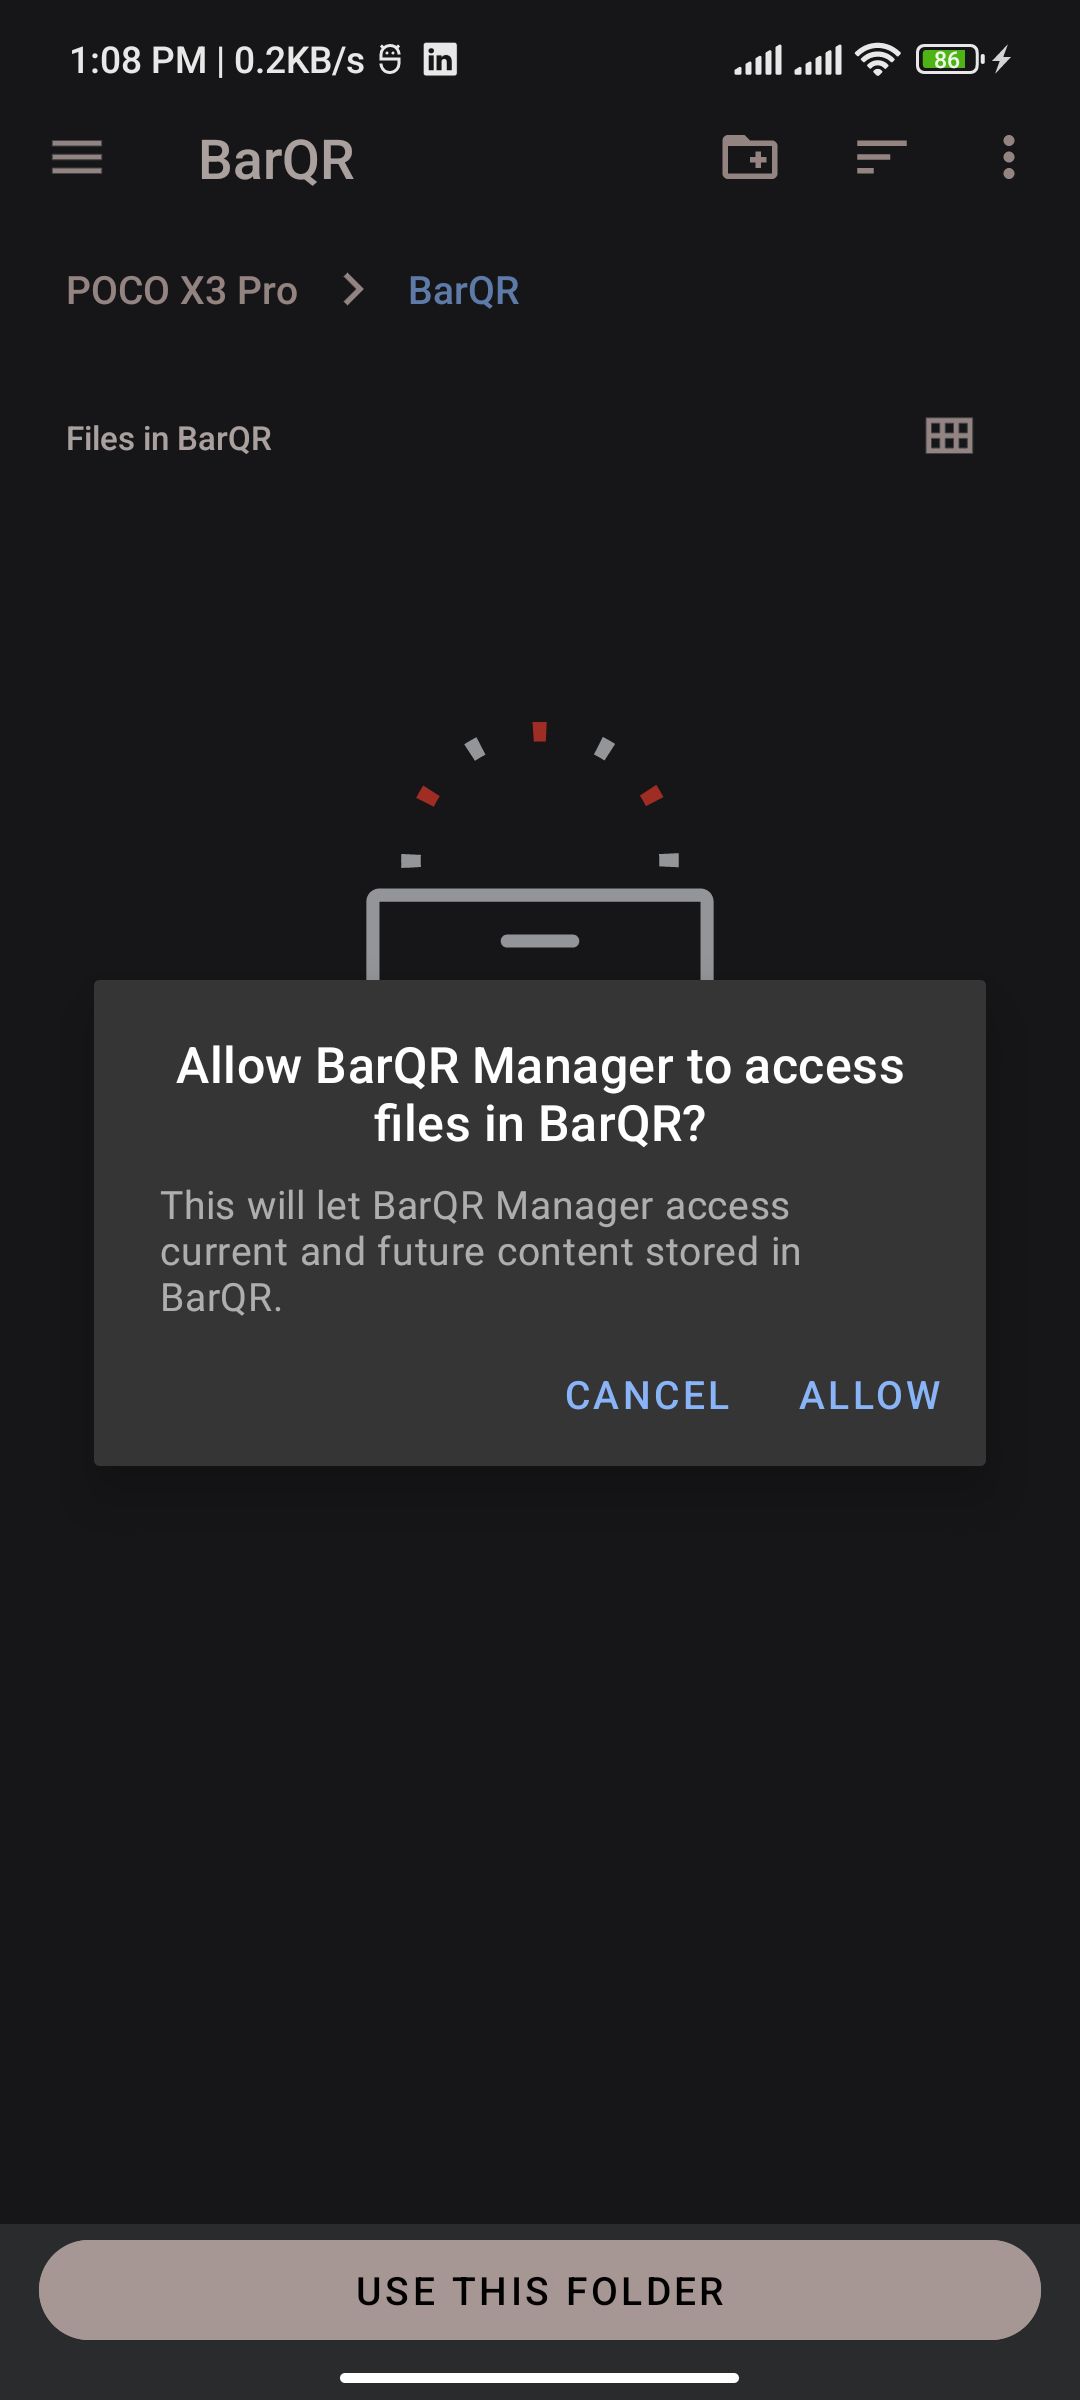 1:08 PM | 0.2KB/s
86
BarQR
POCO X3 Pro
BarQR
Files in BarQR
Allow BarQR Manager to access
files in BarQR?
This will let BarQR Manager access
current and future content stored in
BarQR.
CANCEL ALLOW
USE THIS FOLDER